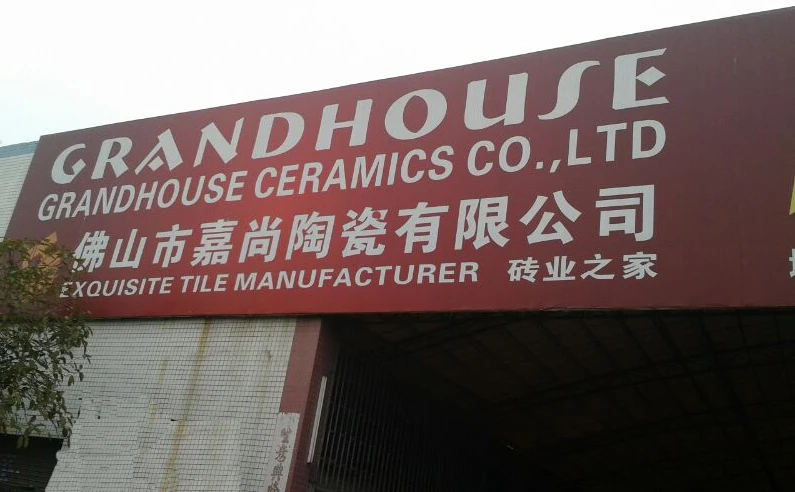 GRANDHOUSE
GRANDHOUSE CERAMICS CO.,LTD
佛山市嘉尚陶瓷有限公司
EXQUISITE TILE MANUFACTURER 砖业之家